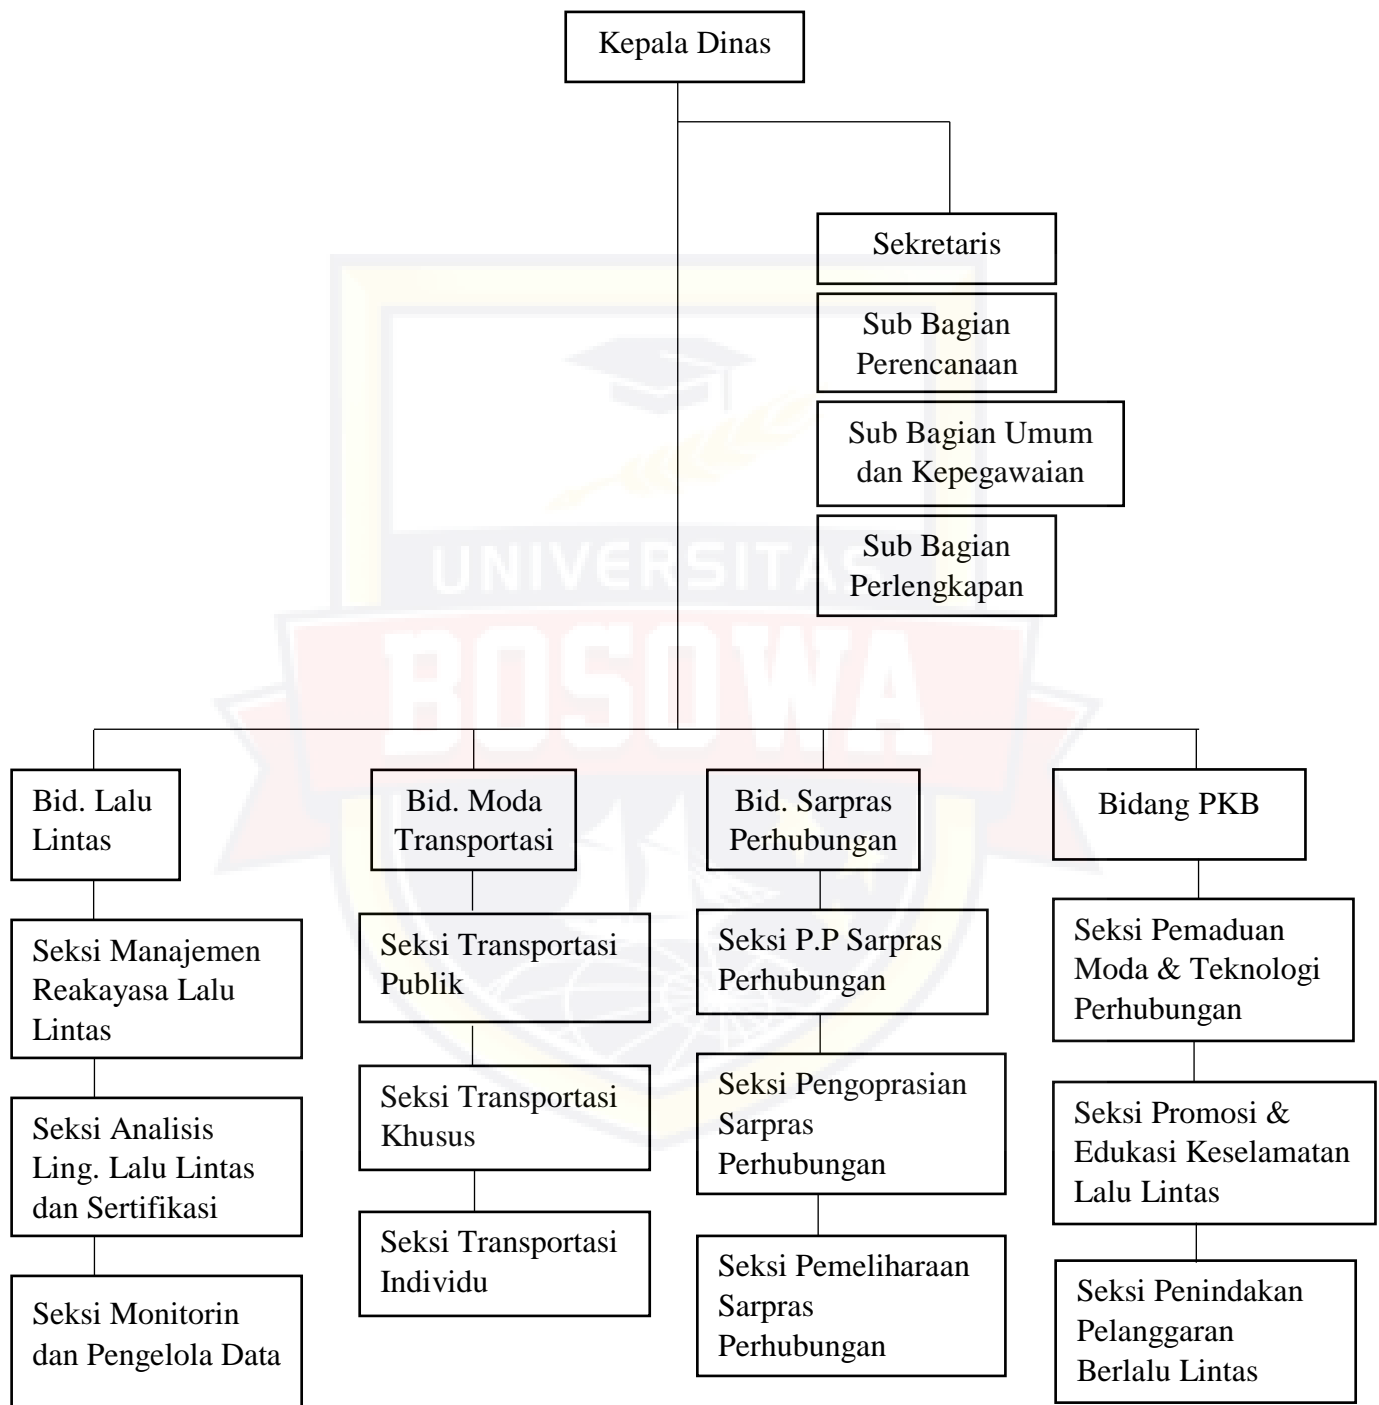 Kepala Dinas
Sekretaris
Sub Bagian
Perencanaan
Sub Bagian Umum
dan Kepegawaian
Sub Bagian
Perlengkapan
UNIVERSITAS
BOSOWA
Bid. Lalu
Lintas
Seksi Manajemen
Reakayasa Lalu
Lintas
Seksi Analisis
Ling. Lalu Lintas
dan Sertifikasi
Seksi Monitorin
dan Pengelola Data
Bid. Moda
Transportasi
Seksi Transportasi
Publik
Seksi Transportasi
Khusus
Seksi Transportasi
Individu
Bid. Sarpras
Perhubungan
Seksi P.P Sarpras
Perhubungan
Seksi Pengoprasian
Sarpras
Perhubungan
Seksi Pemeliharaan
Sarpras
Perhubungan
Bidang PKB
Seksi Pemaduan
Moda & Teknologi
Perhubungan
Seksi Promosi &
Edukasi Keselamatan
Lalu Lintas
Seksi Penindakan
Pelanggaran
Berlalu Lintas